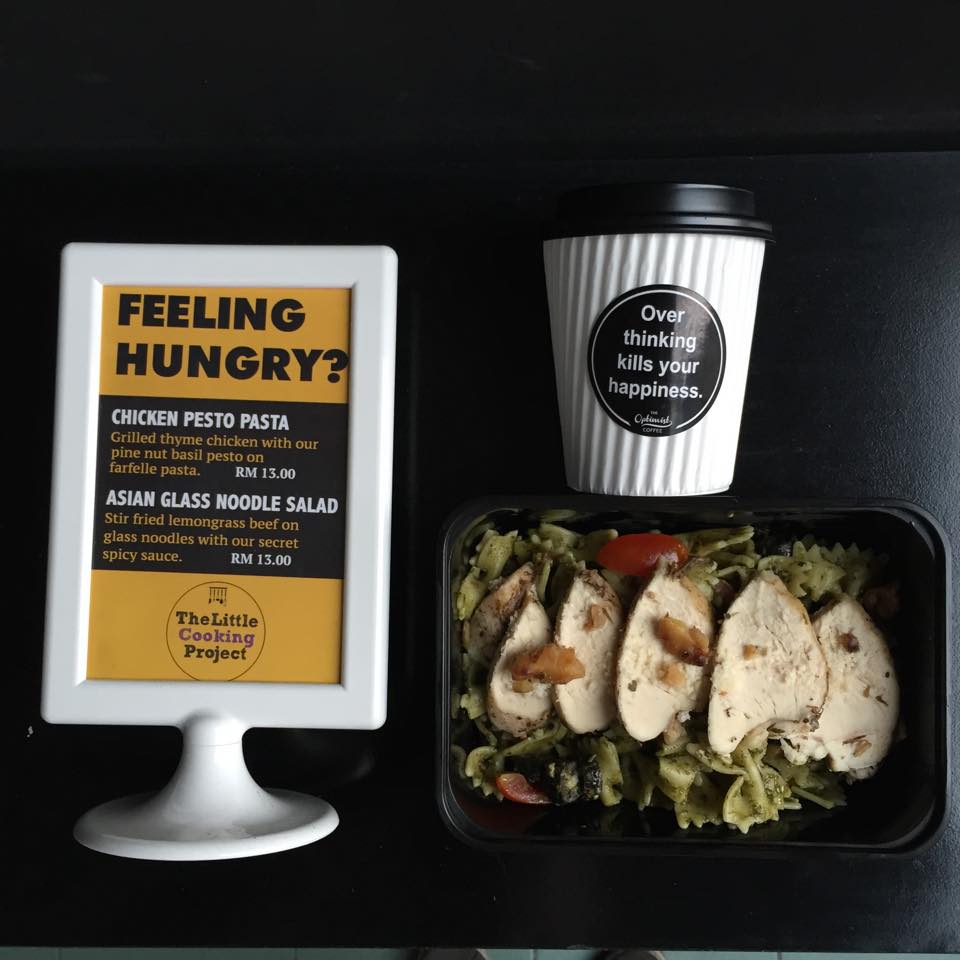 FEELING
HUNGRY?
CHICKEN PESTO PASTA
Grilled thyme chicken with our
pine nut basil pesto on
farfelle pasta. RM 13.00
ASIAN GLASS NOODLE SALAD
Stir fried lemongrass beef on
glass noodles with our secret
spicy sauce. RM 13.00
The Little
Cooking
Project
Over
thinking
kills your
happiness.
THE
Optimist
COFFEE